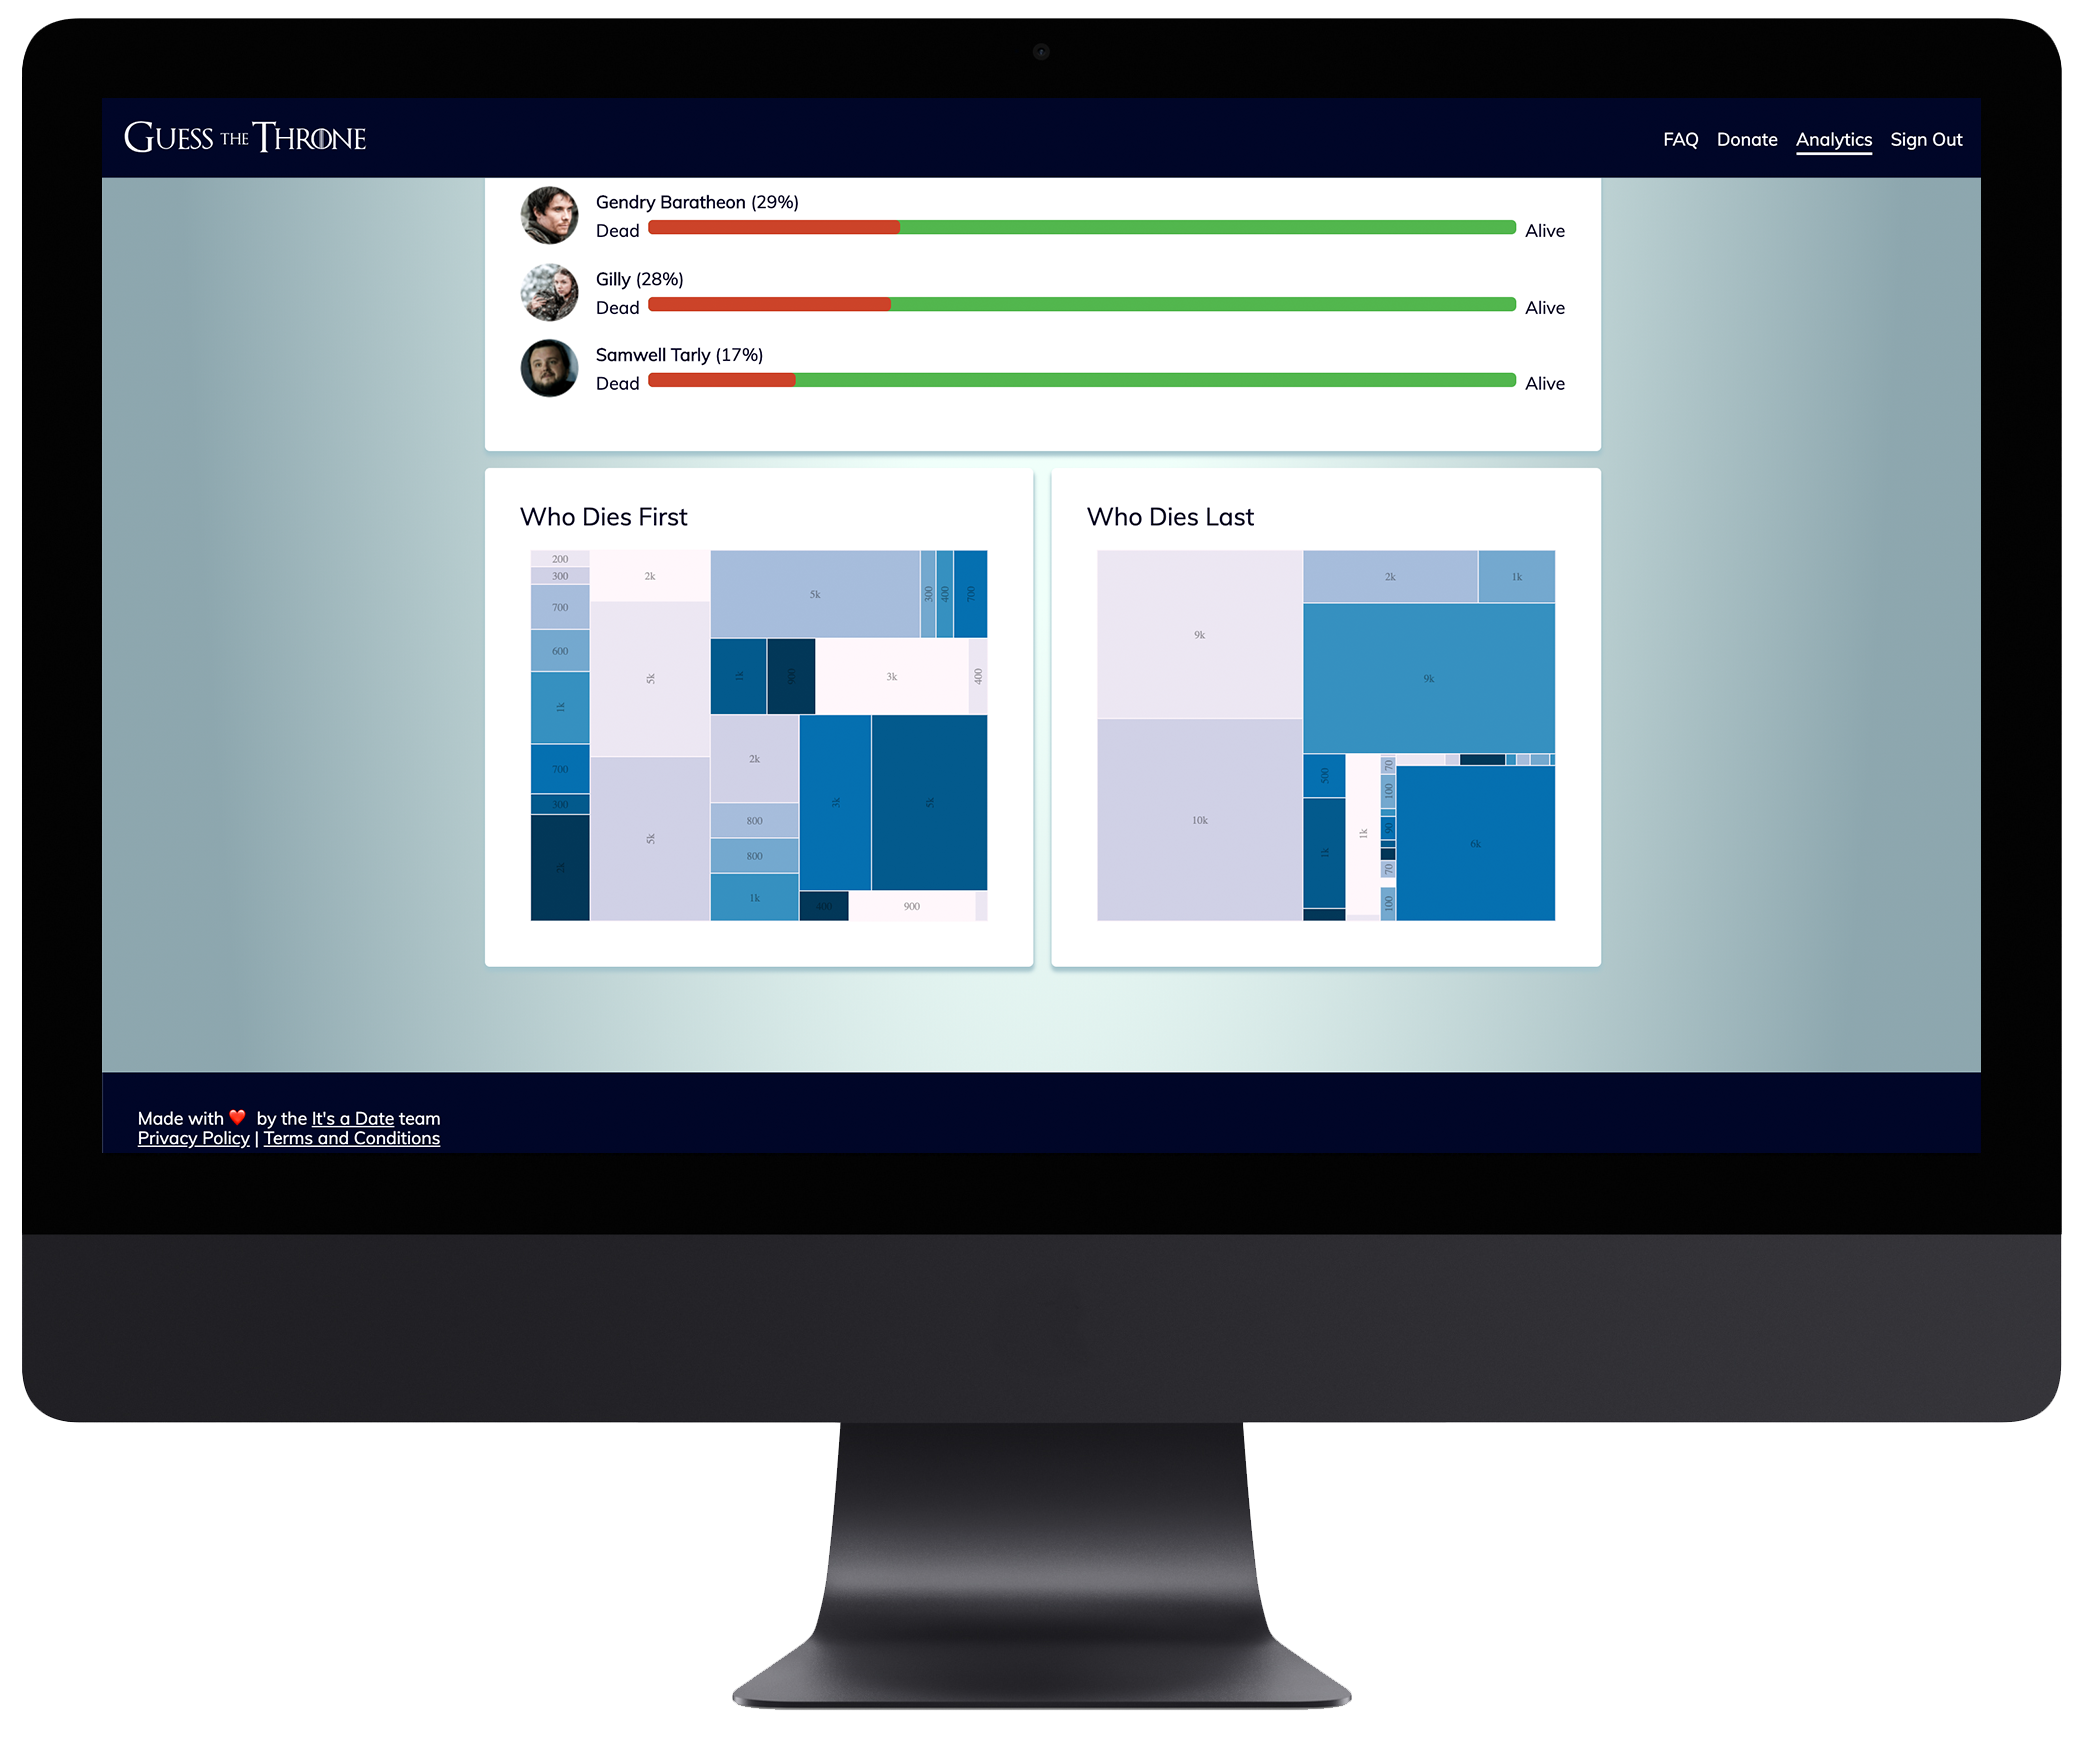 GUESS THE THRONE
FAQ Donate Analytics Sign Out
Gendry Baratheon (29%)
Dead Alive
Gilly (28%)
Dead Alive
Samwell Tarly (17%)
Dead Alive
Who Dies First
200
300
700
600
1k
700
300
2k
2k
5k
5k
5k
300
400
700
1k
900
3k
400
2k
800
800
1k
3k
5k
400
900
Who Dies Last
9k
10k
2k
1k
9k
500
1k
1k
70
100
90
70
100
6k
Made with ❤️ by the It's a Date team
Privacy Policy | Terms and Conditions